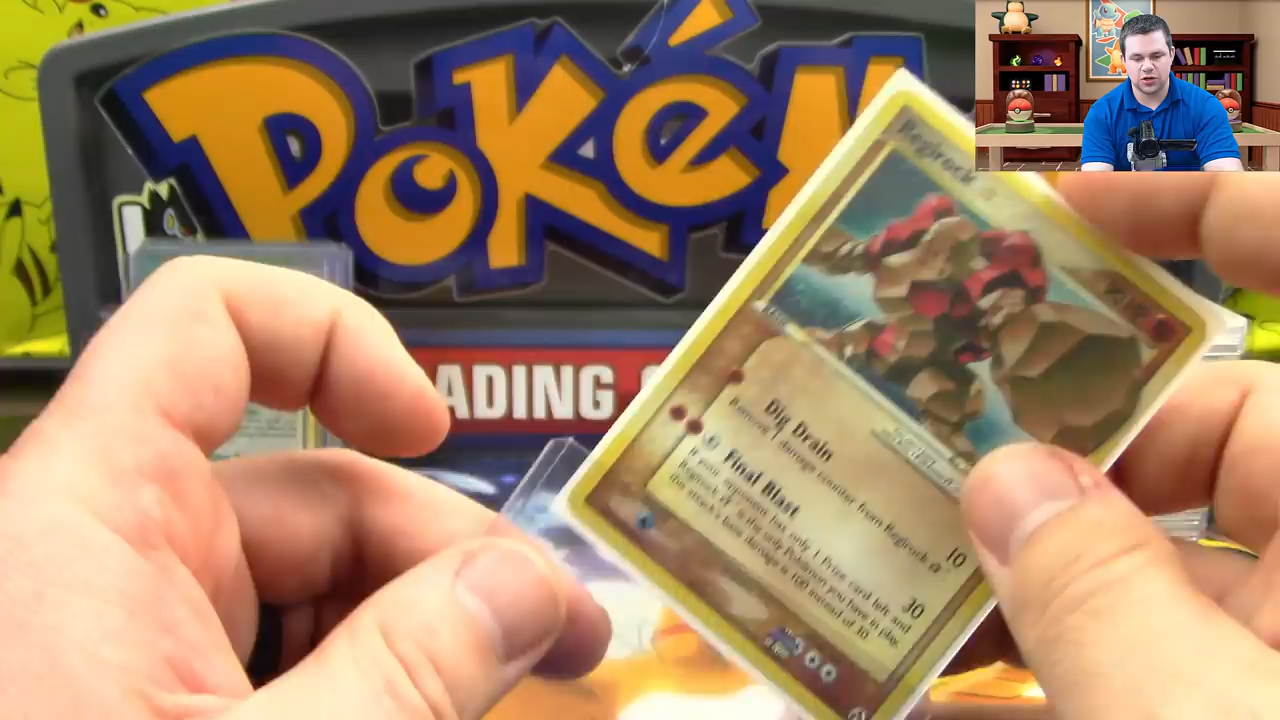 Pokém
ADING
Regirock
Dig Drain
Remove 1 damage counter from Regirock
10
Final Blast
If your opponent has only 1 Prize card left and
Regirock is the only Pokémon you have in play,
this attack's base damage is 100 instead of 30.
30